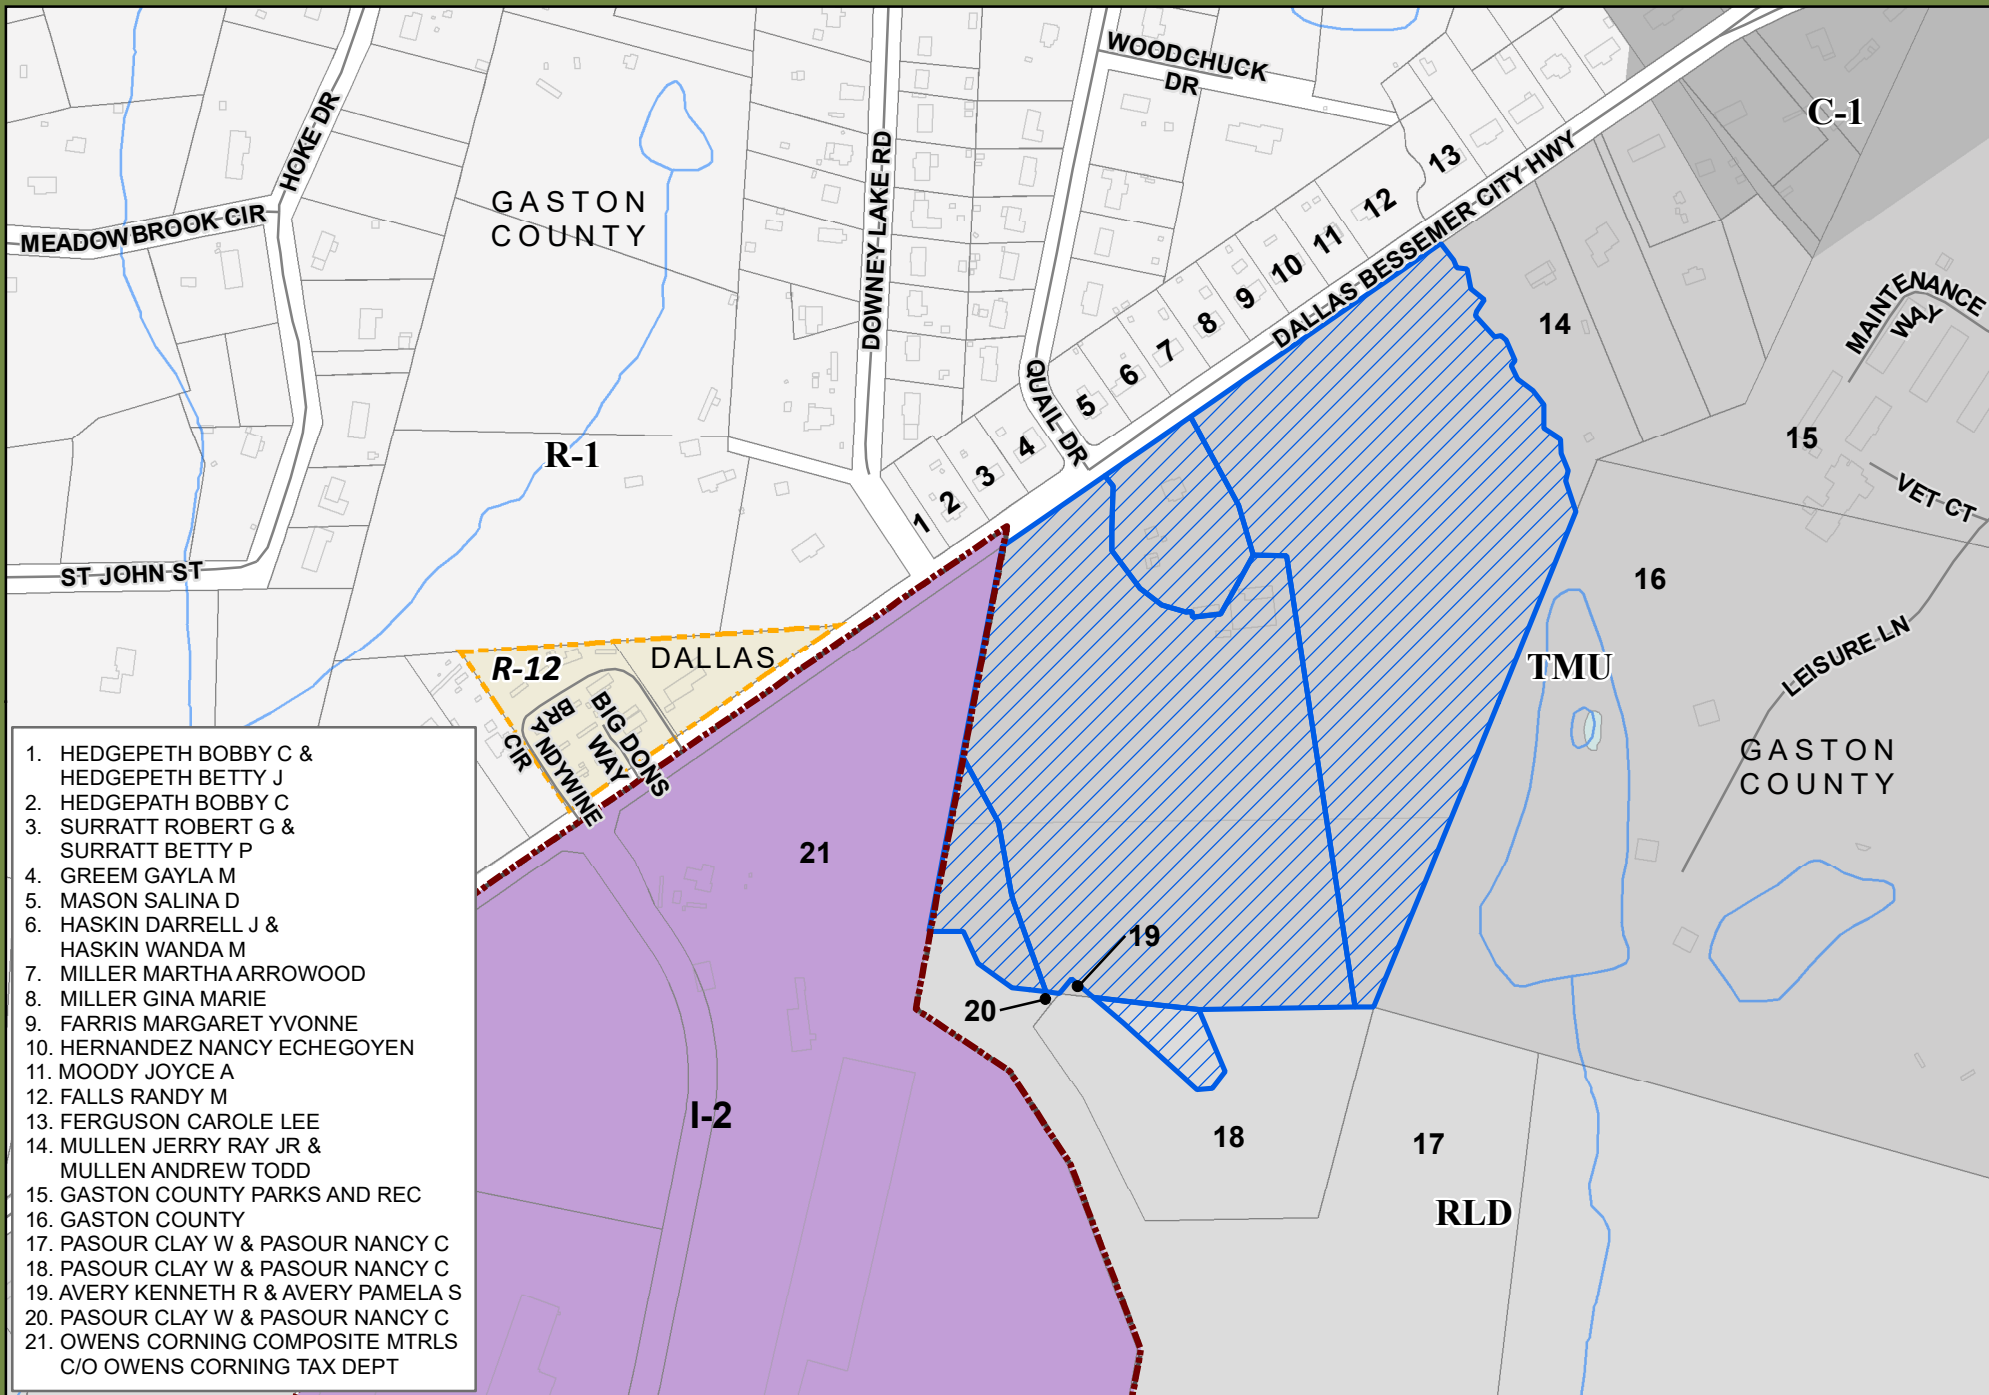 WOODCHUCK
DR
C-1
HOKE DR
DOWNEY LAKE RD
13
DALLAS BESSEMER CITY HWY
GASTON
COUNTY
12
MEADOWBROOK CIR
11
10
9
MAINTENANCE
WAY
8
14
7
6
QUAIL DR
5
15
4
R-1
3
VET CT
2
1
ST JOHN ST
16
LEISURE LN
R-12
DALLAS
TMU
BRANDYWINE
CIR
BIG DONS
WAY
GASTON
COUNTY
21
19
20
I-2
18
17
RLD
1. HEDGEPETH BOBBY C &
HEDGEPETH BETTY J
2. HEDGEPATH BOBBY C
3. SURRATT ROBERT G &
SURRATT BETTY P
4. GREEM GAYLA M
5. MASON SALINA D
6. HASKIN DARRELL J &
HASKIN WANDA M
7. MILLER MARTHA ARROWOOD
8. MILLER GINA MARIE
9. FARRIS MARGARET YVONNE
10. HERNANDEZ NANCY ECHEGOYEN
11. MOODY JOYCE A
12. FALLS RANDY M
13. FERGUSON CAROLE LEE
14. MULLEN JERRY RAY JR &
MULLEN ANDREW TODD
15. GASTON COUNTY PARKS AND REC
16. GASTON COUNTY
17. PASOUR CLAY W & PASOUR NANCY C
18. PASOUR CLAY W & PASOUR NANCY C
19. AVERY KENNETH R & AVERY PAMELA S
20. PASOUR CLAY W & PASOUR NANCY C
21. OWENS CORNING COMPOSITE MTRLS
C/O OWENS CORNING TAX DEPT